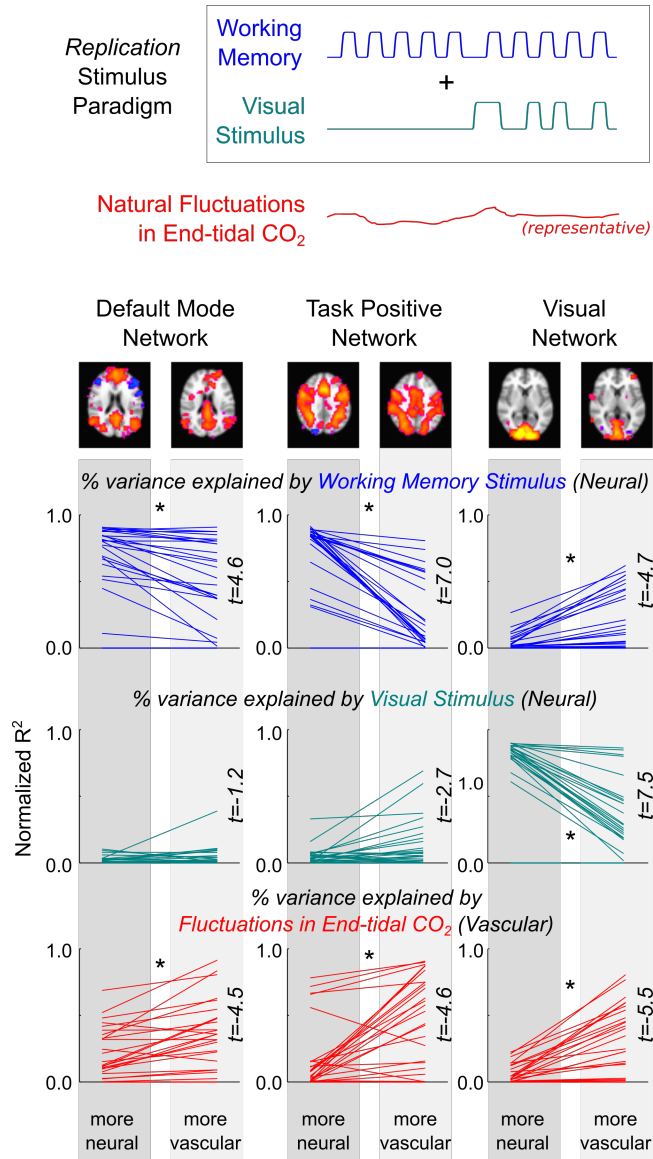 Replication
Stimulus
Paradigm
Working
Memory
+
Visual
Stimulus
Natural Fluctuations
in End-tidal CO₂
(representative)
Default Mode
Network
Task Positive
Network
Visual
Network
% variance explained by Working Memory Stimulus (Neural)
1.0
0.0
*
t=4.6
1.0
0.0
*
t=7.0
1.0
0.0
*
t=-4.7
% variance explained by Visual Stimulus (Neural)
Normalized R²
1.0
0.0
t=-1.2
1.0
0.0
t=-2.7
1.0
0.0
*
t=7.5
% variance explained by
Fluctuations in End-tidal CO₂ (Vascular)
1.0
0.0
*
t=-4.5
1.0
0.0
*
t=-4.6
1.0
0.0
*
t=-5.5
more
neural
more
vascular
more
neural
more
vascular
more
neural
more
vascular